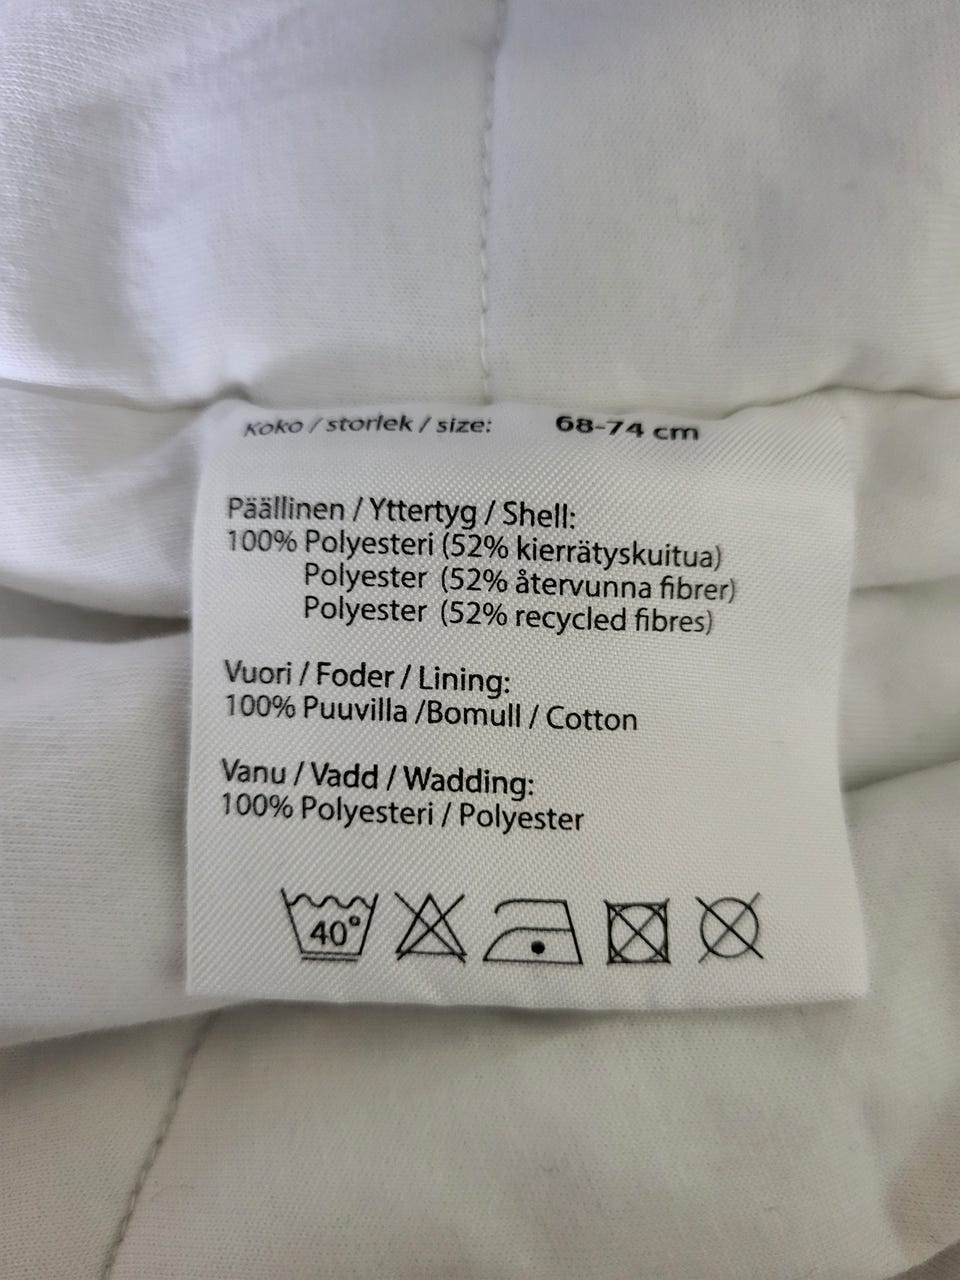 Koko / storlek / size: 68-74 cm
Päällinen / Yttertyg / Shell:
100% Polyesteri (52% kierrätyskuitua)
Polyester (52% återvunna fibrer)
Polyester (52% recycled fibres)
Vuori / Foder / Lining:
100% Puuvilla /Bomull / Cotton
Vanu / Vadd / Wadding:
100% Polyesteri / Polyester
40°